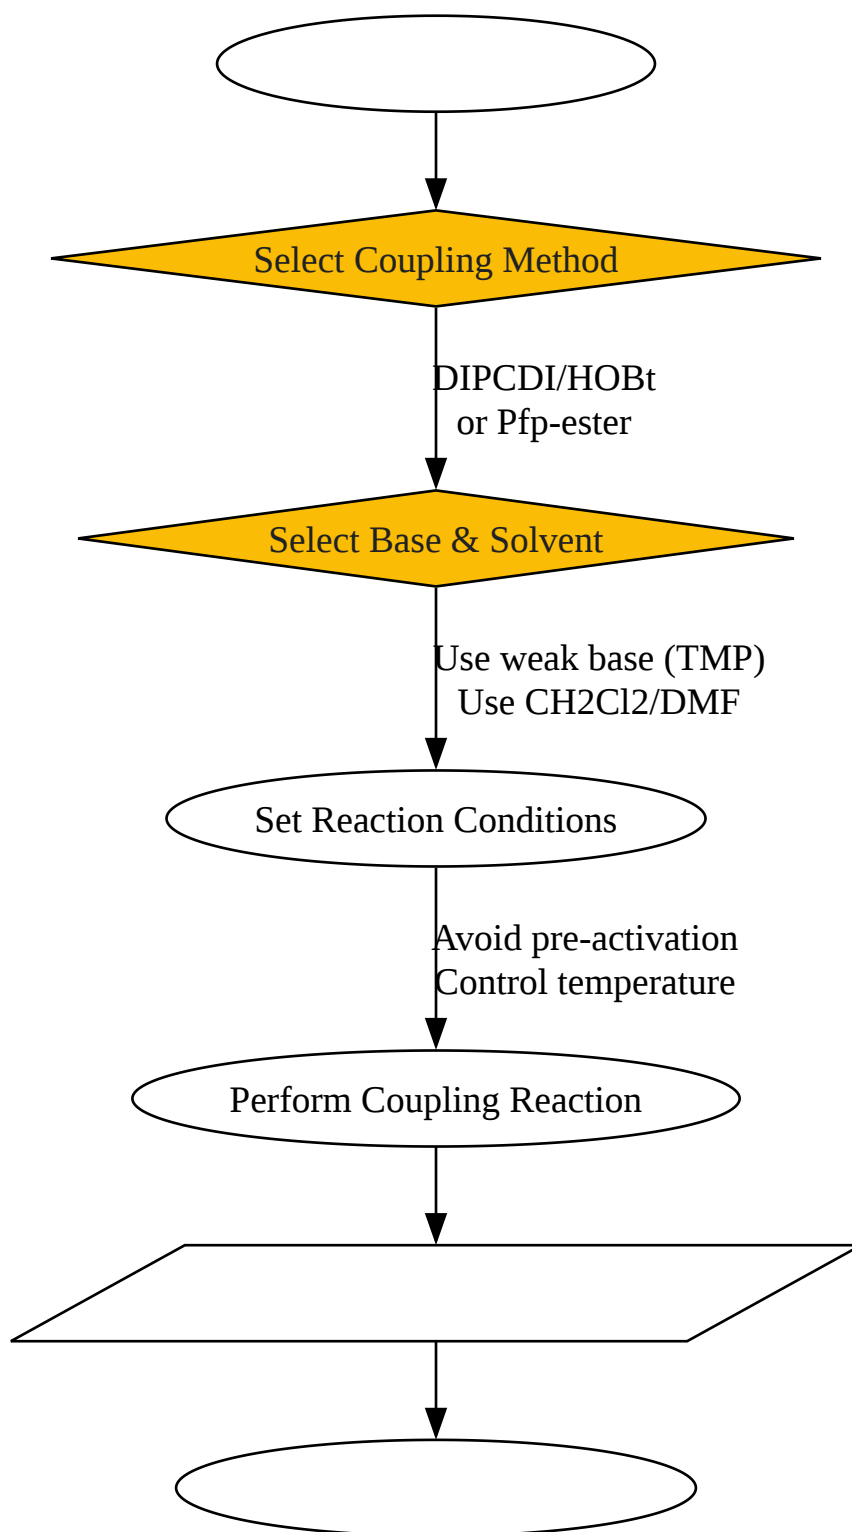 Select Coupling Method
DIPCDI/HOBt
or Pfp-ester
Select Base & Solvent
Use weak base (TMP)
Use CH2Cl2/DMF
Set Reaction Conditions
Avoid pre-activation
Control temperature
Perform Coupling Reaction